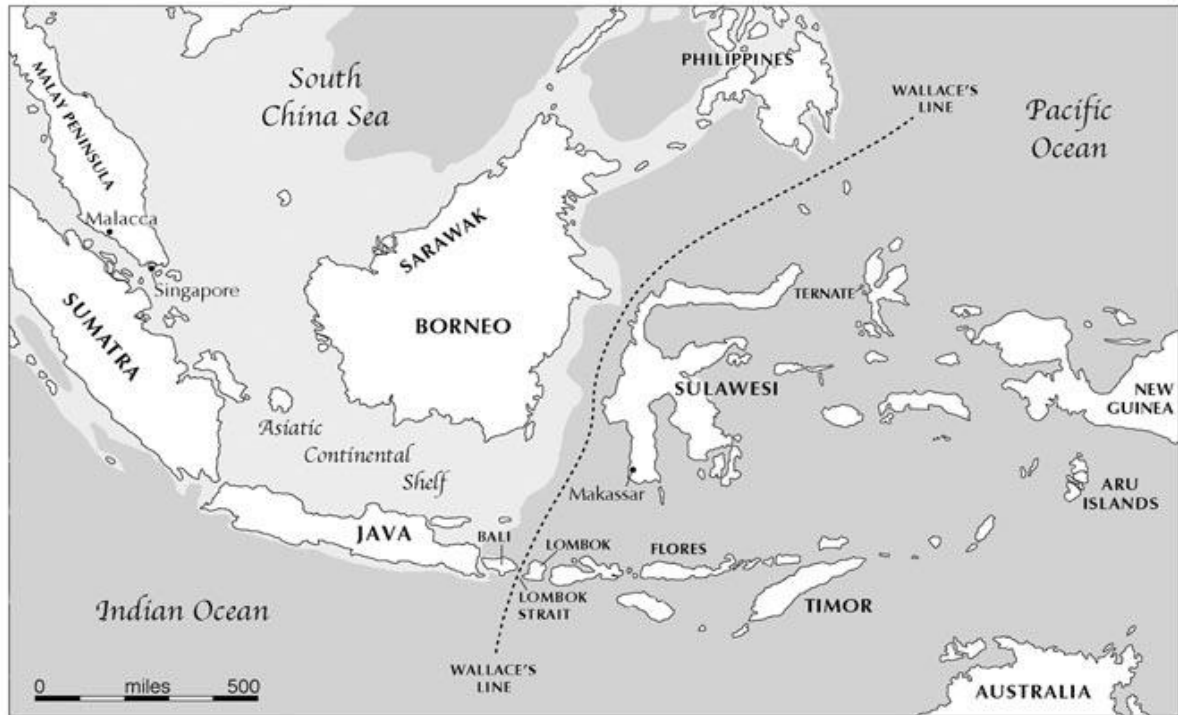 PHILIPPINES
South
China Sea
WALLACE'S
LINE
Pacific
Ocean
MALAY PENINSULA
Malacca
Singapore
SARAWAK
SUMATRA
BORNEO
TERNATE
SULAWESI
NEW
GUINEA
Asiatic
Continental
Shelf
Makassar
ARU
ISLANDS
JAVA
BALI
LOMBOK
FLORES
LOMBOK
STRAIT
TIMOR
Indian Ocean
WALLACE'S
LINE
0 miles 500
AUSTRALIA